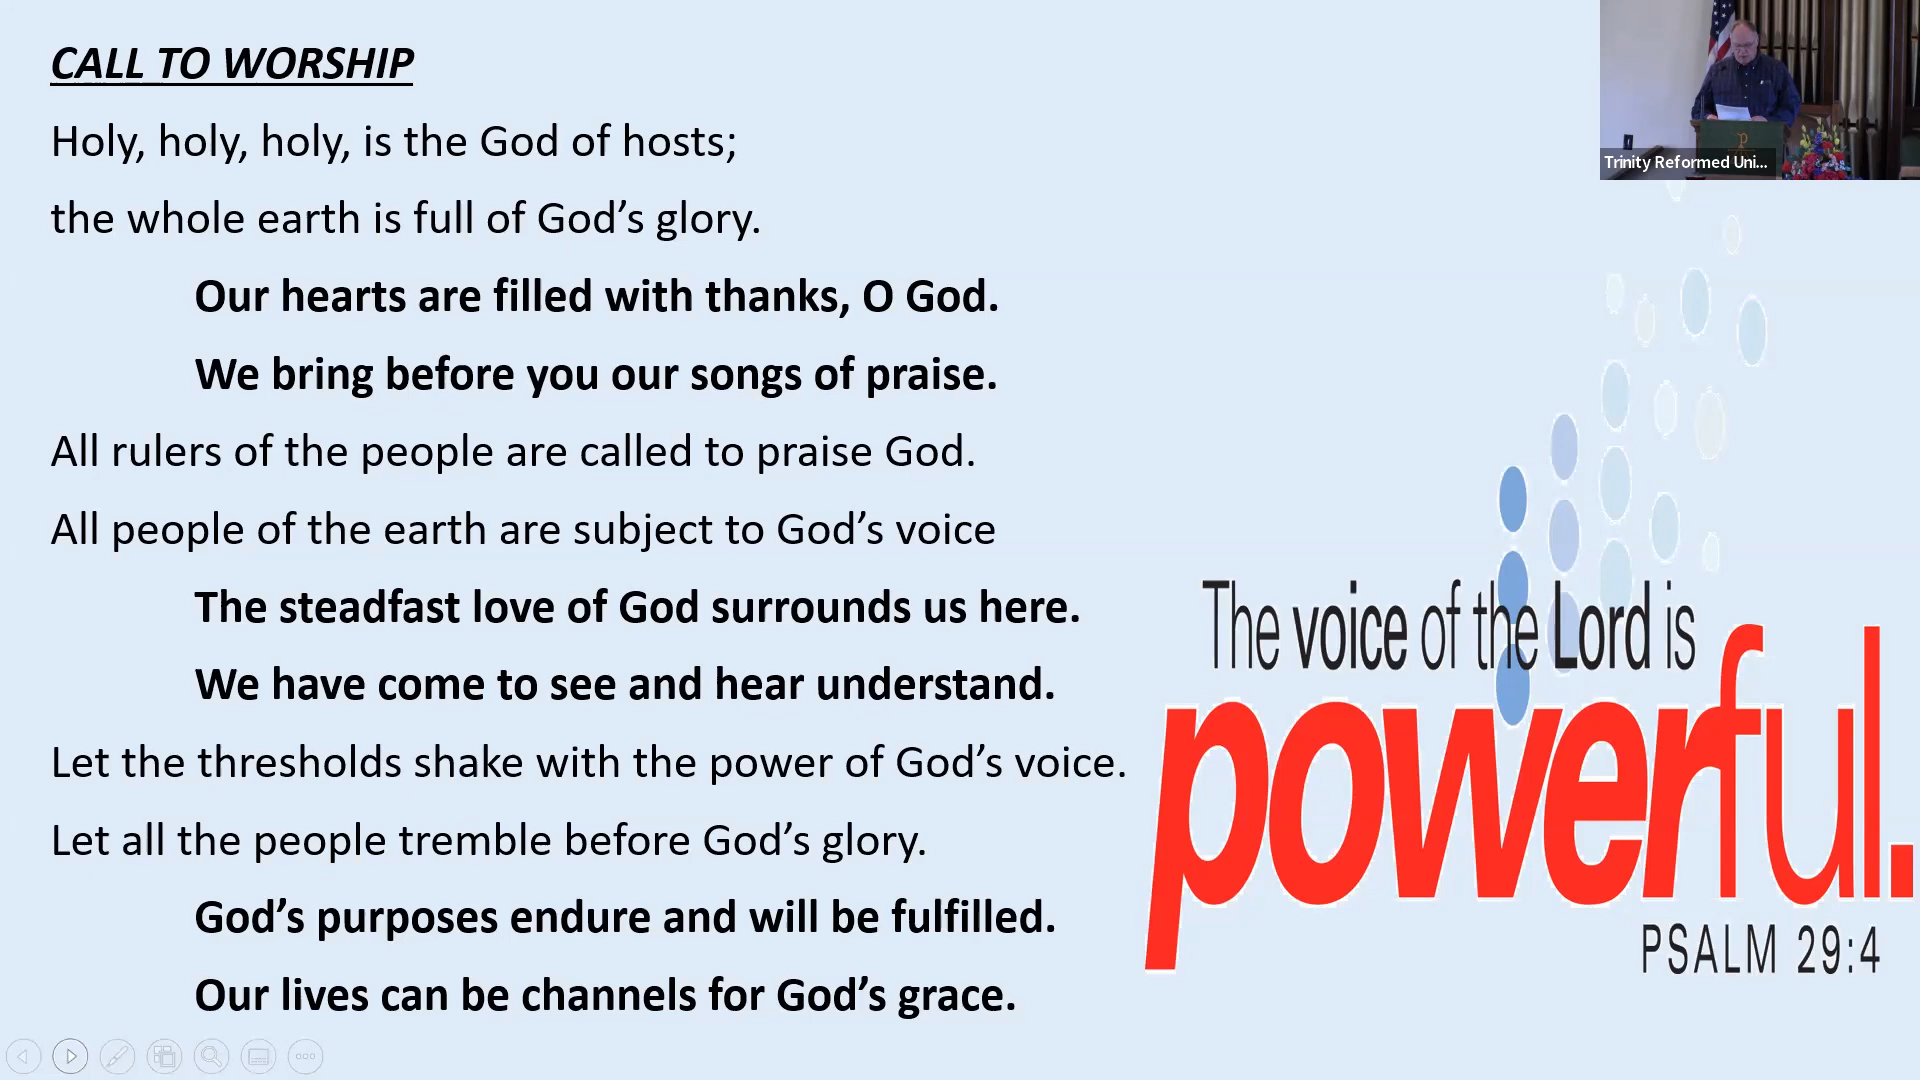 CALL TO WORSHIP
Holy, holy, holy, is the God of hosts;
the whole earth is full of God’s glory.
Our hearts are filled with thanks, O God.
We bring before you our songs of praise.
All rulers of the people are called to praise God.
All people of the earth are subject to God’s voice
The steadfast love of God surrounds us here.
We have come to see and hear understand.
Let the thresholds shake with the power of God’s voice.
Let all the people tremble before God’s glory.
God’s purposes endure and will be fulfilled.
Our lives can be channels for God’s grace.
Trinity Reformed Uni...
The voice of the Lord is
powerful.
PSALM 29:4